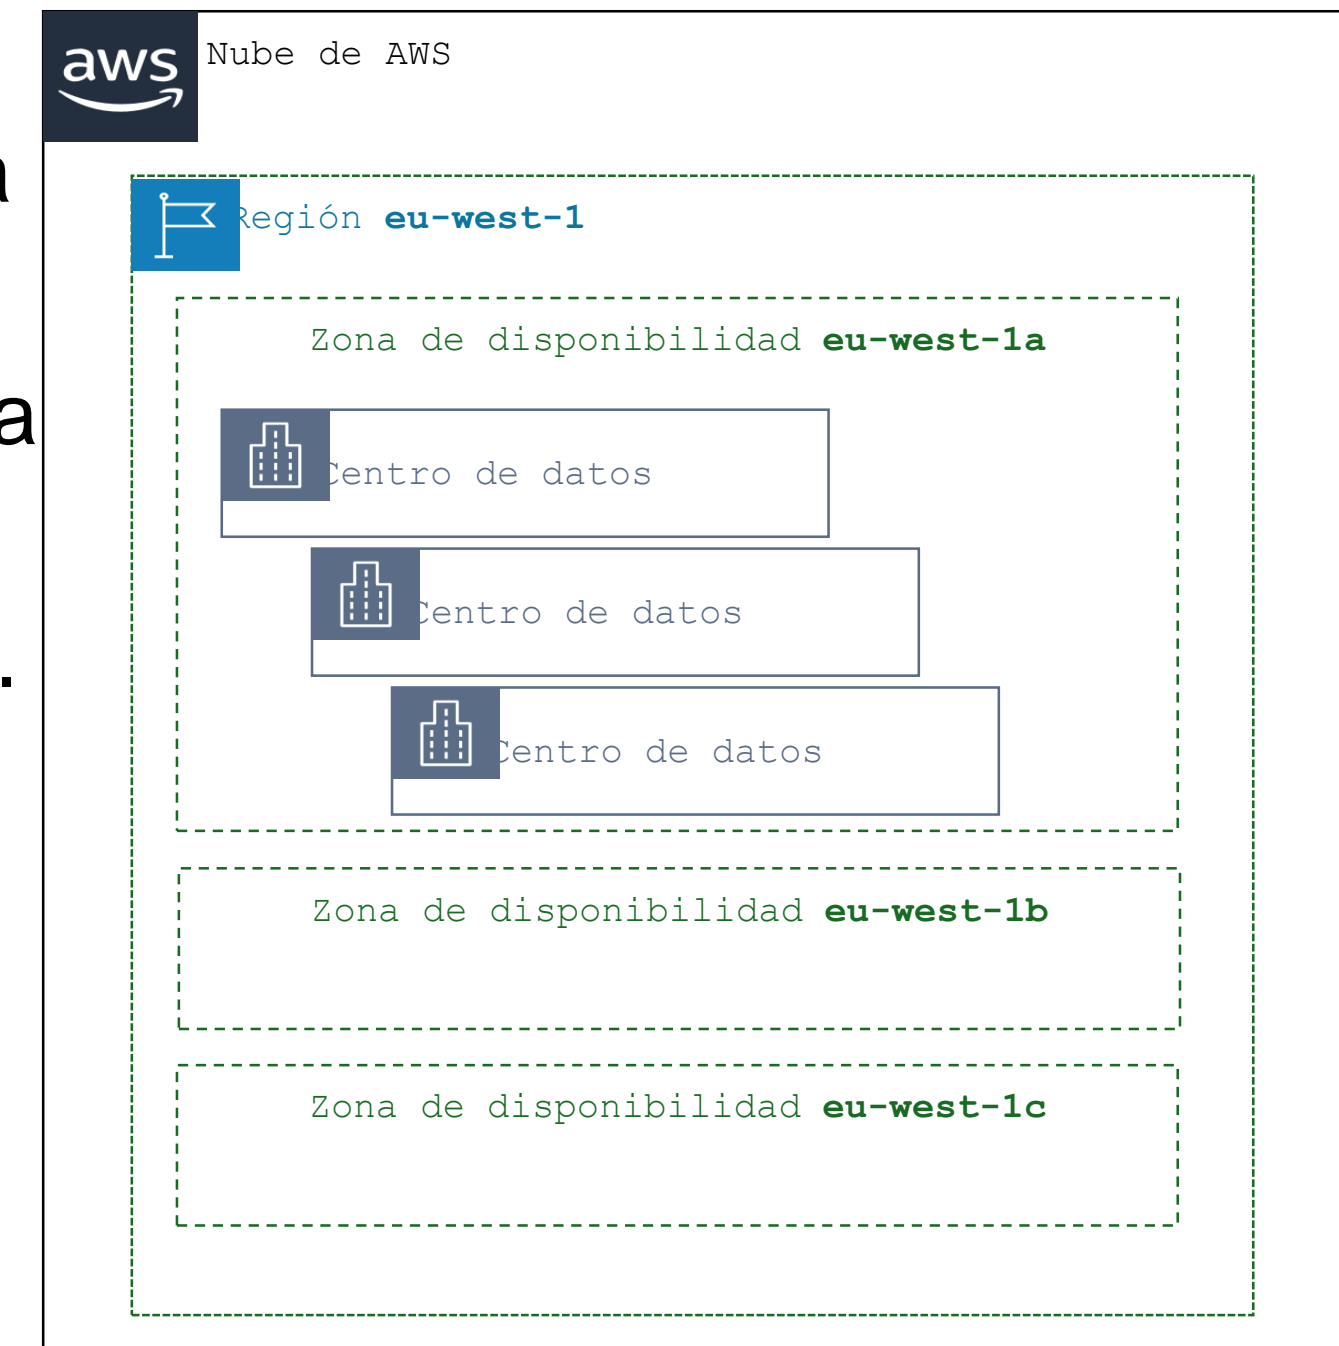 aws
Nube de AWS
a
Región eu-west-1
Zona de disponibilidad eu-west-1a
a
Centro de datos
Centro de datos
.
Centro de datos
Zona de disponibilidad eu-west-1b
Zona de disponibilidad eu-west-1c